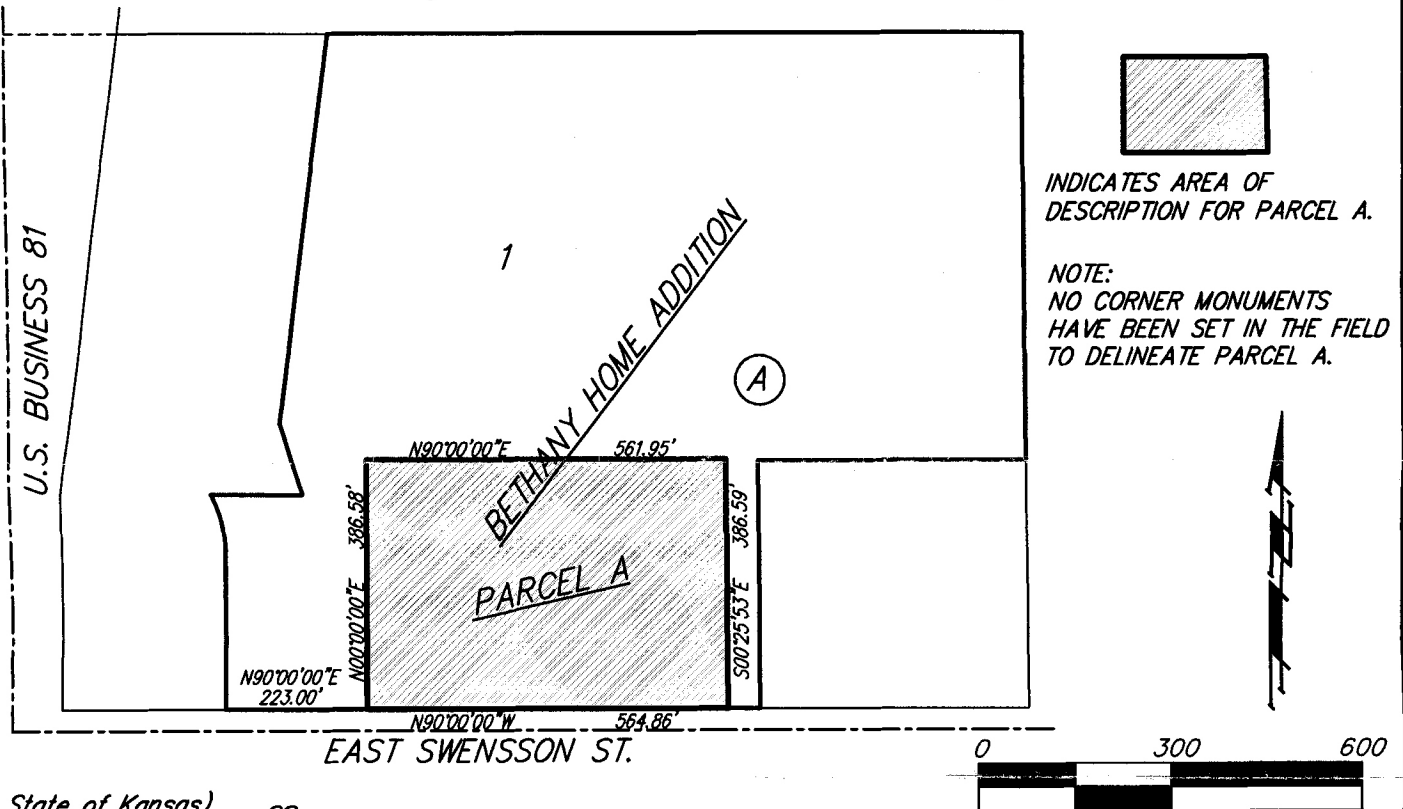 U.S. BUSINESS 81
1
BETHANY HOME ADDITION
A
INDICATES AREA OF
DESCRIPTION FOR PARCEL A.
NOTE:
NO CORNER MONUMENTS
HAVE BEEN SET IN THE FIELD
TO DELINEATE PARCEL A.
N90°00'00"E 561.95'
386.58'
N00°00'00"E
386.59'
S00°25'53"E
PARCEL A
N90°00'00"E
223.00'
N90°00'00"W 564.86'
EAST SWENSSON ST.
N
0 300 600
State of Kansas)